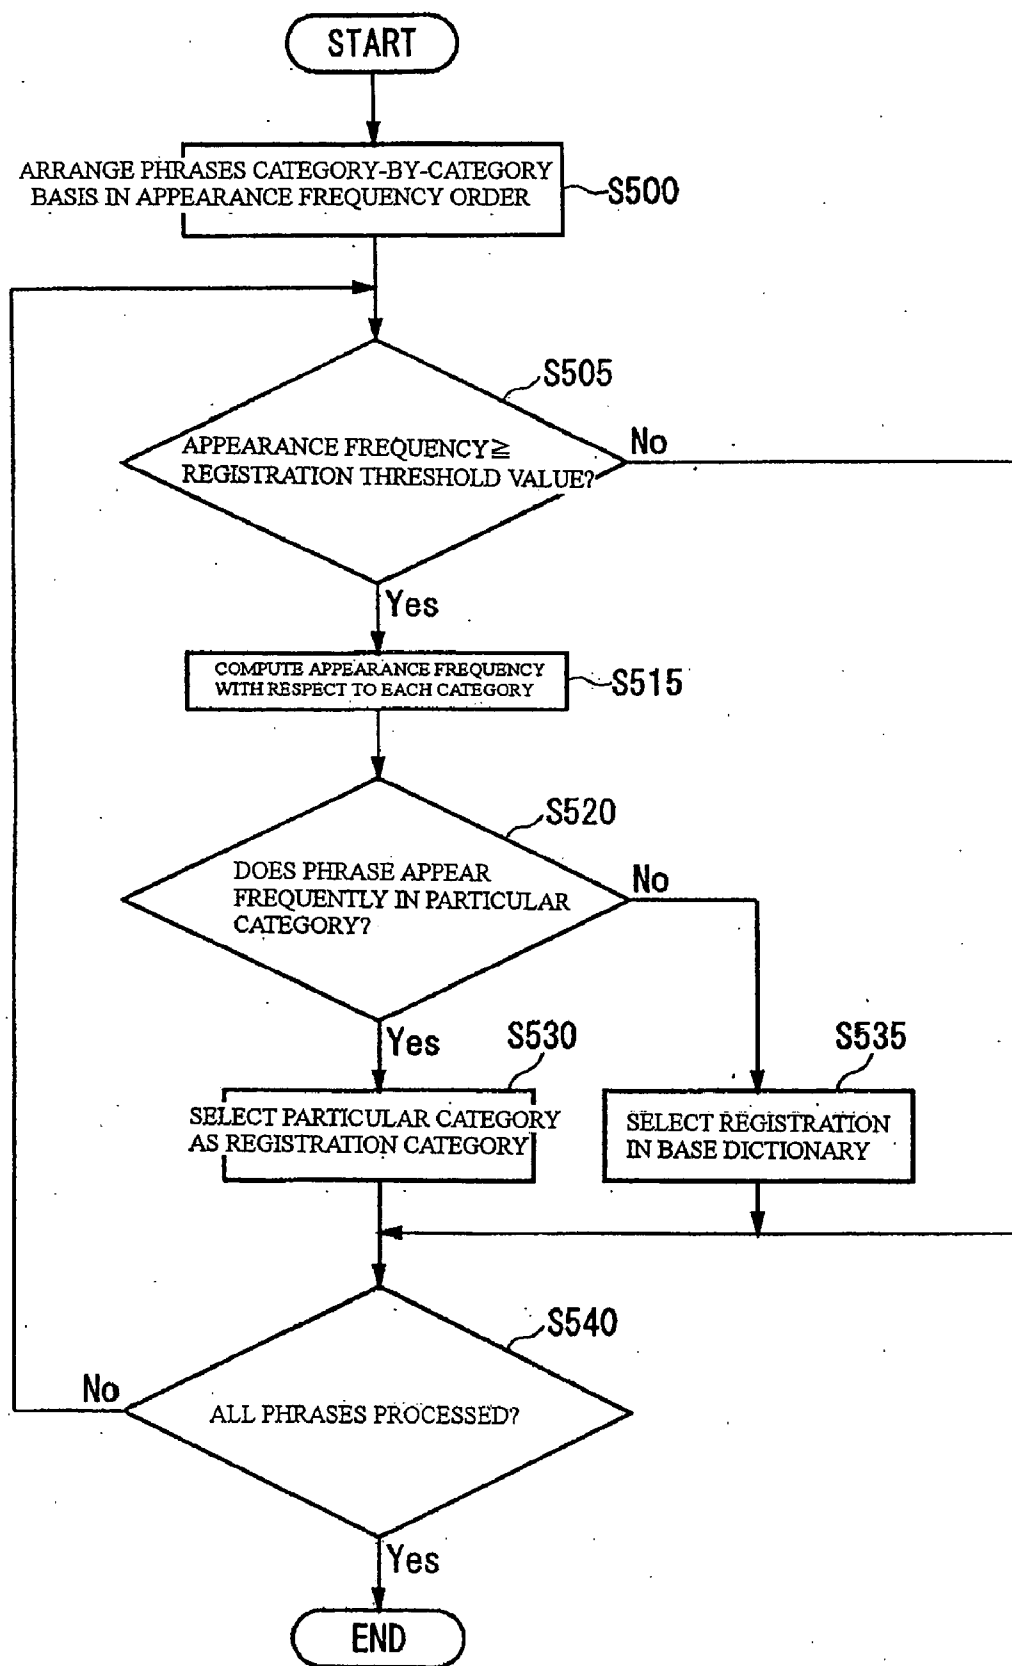 START
ARRANGE PHRASES CATEGORY-BY-CATEGORY
BASIS IN APPEARANCE FREQUENCY ORDER
S500
S505
APPEARANCE FREQUENCY≧
REGISTRATION THRESHOLD VALUE?
No
Yes
COMPUTE APPEARANCE FREQUENCY
WITH RESPECT TO EACH CATEGORY
S515
S520
DOES PHRASE APPEAR
FREQUENTLY IN PARTICULAR
CATEGORY?
No
Yes
S530
S535
SELECT PARTICULAR CATEGORY
AS REGISTRATION CATEGORY
SELECT REGISTRATION
IN BASE DICTIONARY
S540
No
ALL PHRASES PROCESSED?
Yes
END